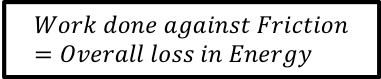 Work done against Friction
= Overall loss in Energy